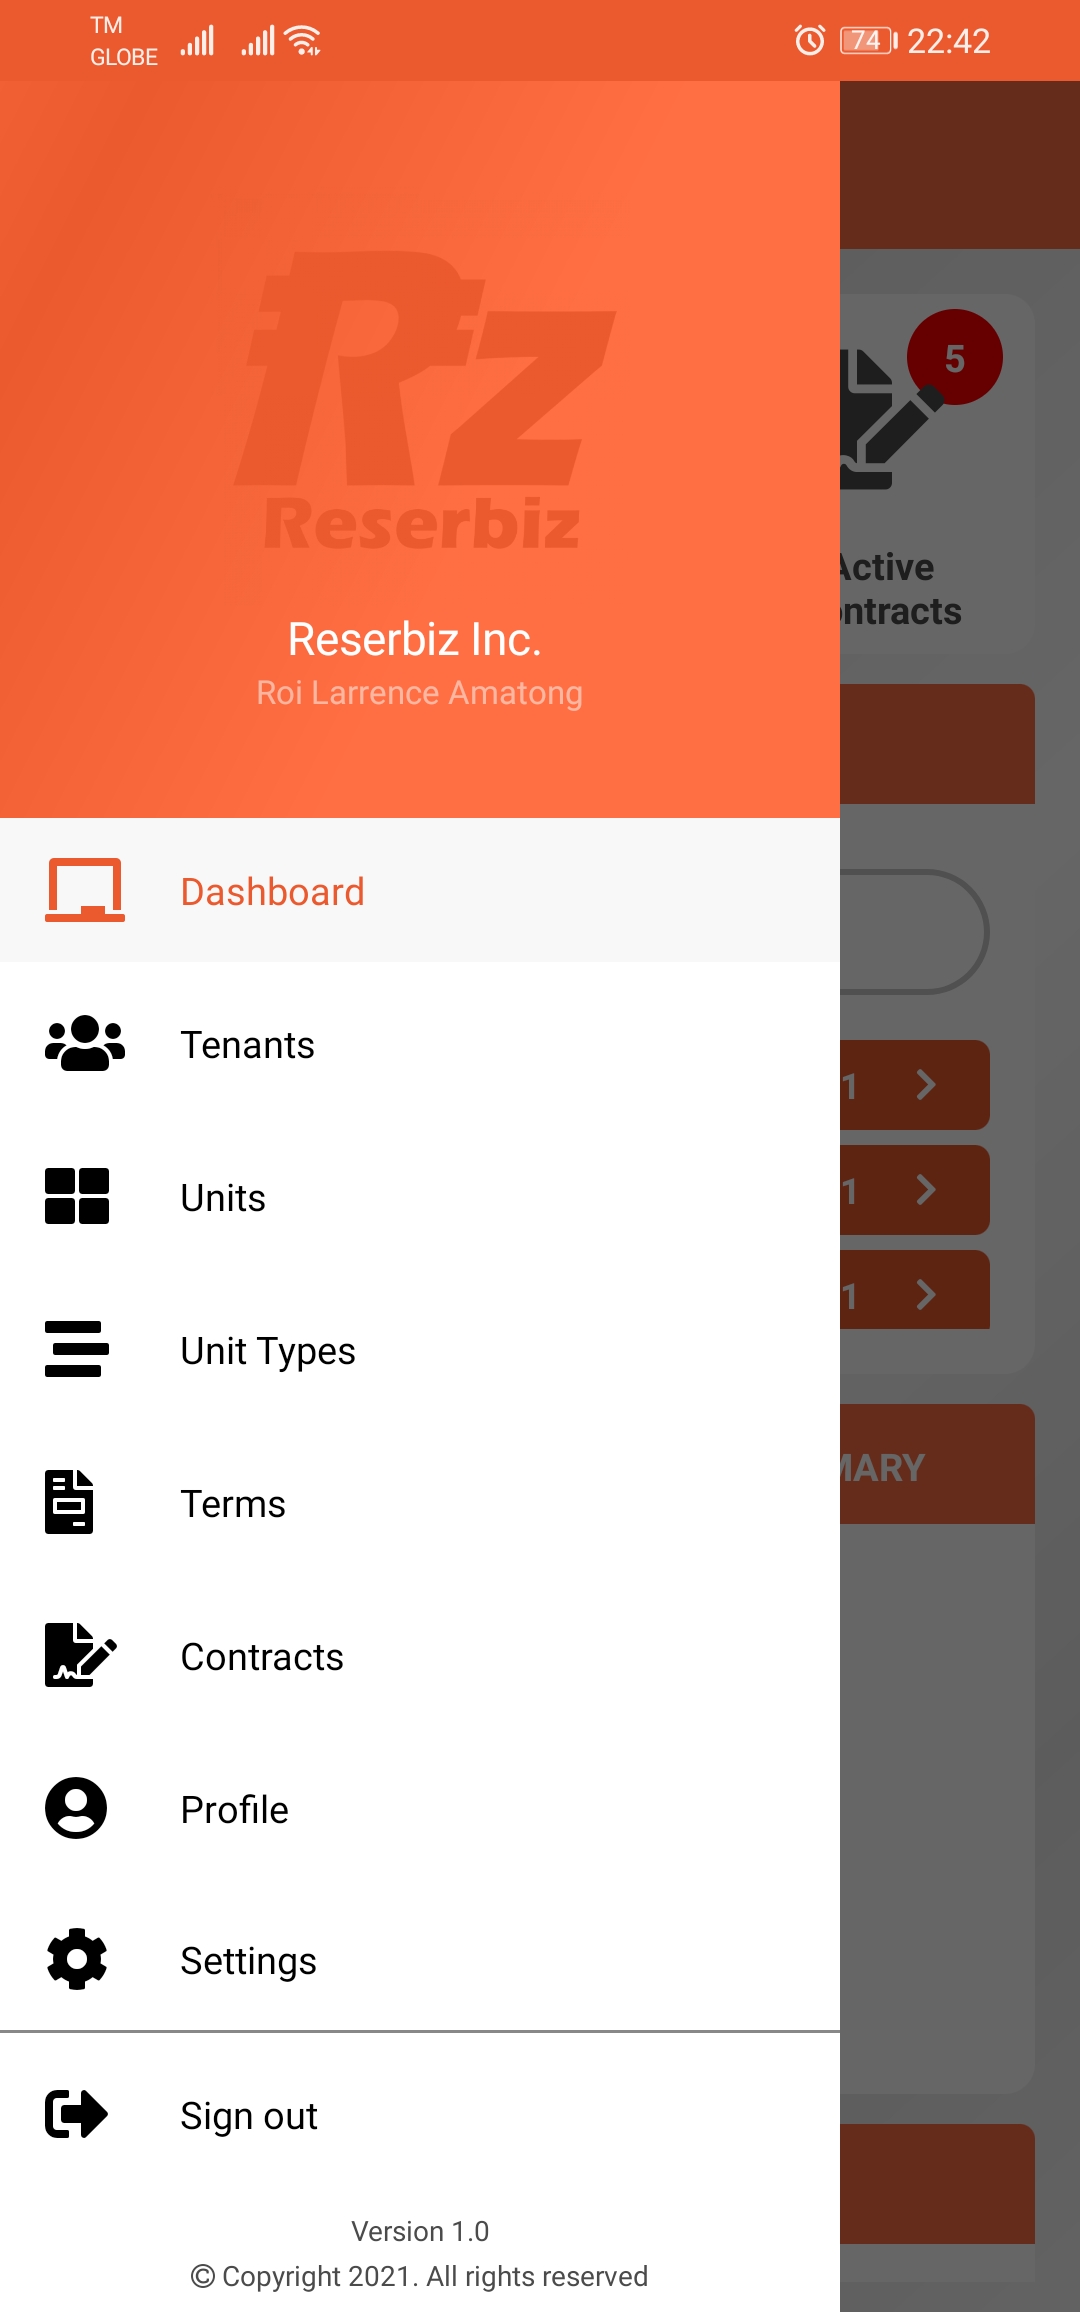 TM
GLOBE
74 22:42
Rz
Reserbiz
Reserbiz Inc.
Roi Larrence Amatong
5
Active
ntracts
Dashboard
Tenants
1
Units
1
Unit Types
1
Terms
MARY
Contracts
Profile
Settings
Sign out
Version 1.0
© Copyright 2021. All rights reserved